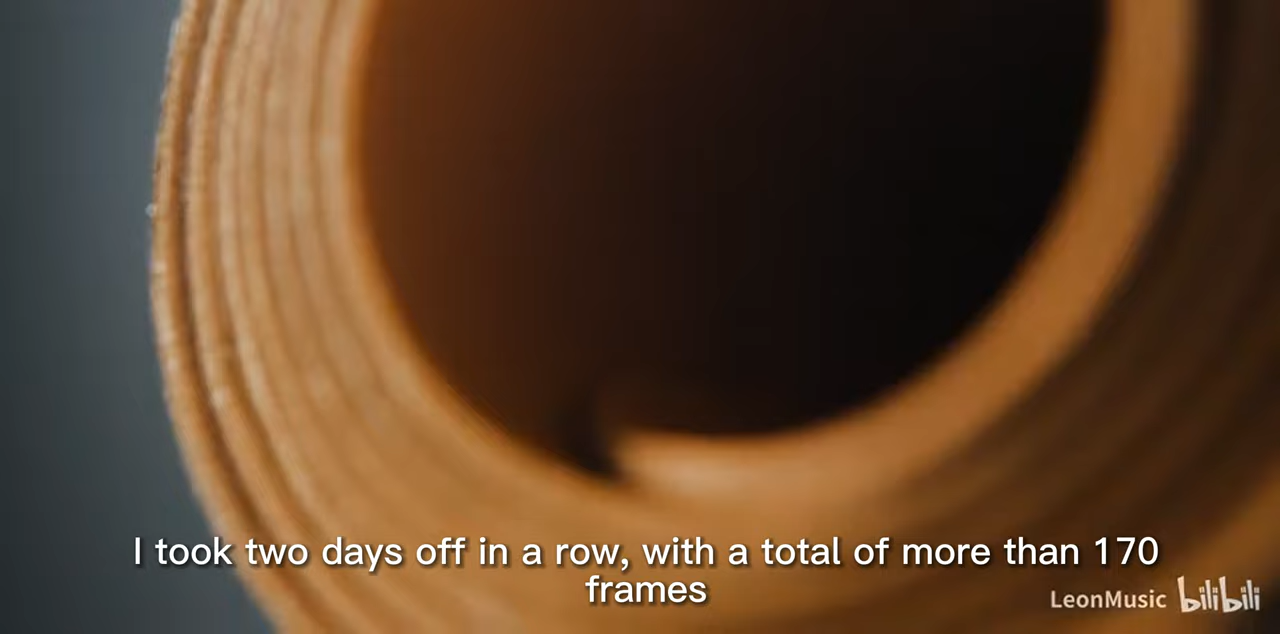 I took two days off in a row, with a total of more than 170
frames
LeonMusic bilibili